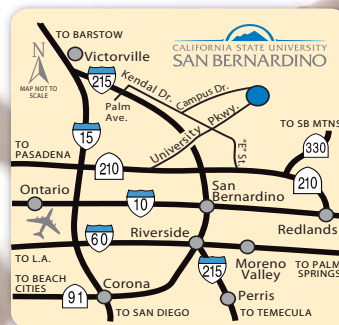 TO BARSTOW
Victorville
CALIFORNIA STATE UNIVERSITY
SAN BERNARDINO
N
MAP NOT TO
SCALE
215
Kendal Dr.
Campus Dr.
Palm
Ave.
University Pkwy.
"E" St.
15
TO SB MTNS
330
TO
PASADENA
210
210
Ontario
10
San
Bernardino
Redlands
60
Riverside
TO L.A.
215
Moreno
Valley
TO PALM
SPRINGS
TO BEACH
CITIES
91
Corona
Perris
TO SAN DIEGO
TO TEMECULA